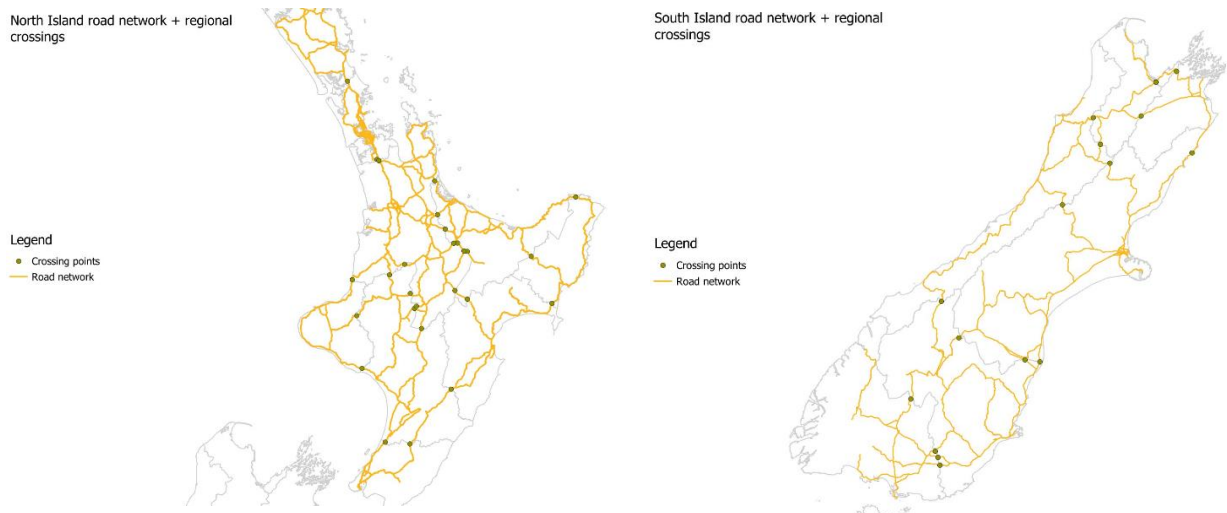 North Island road network + regional
crossings
Legend
Crossing points
Road network
South Island road network + regional
crossings
Legend
Crossing points
Road network